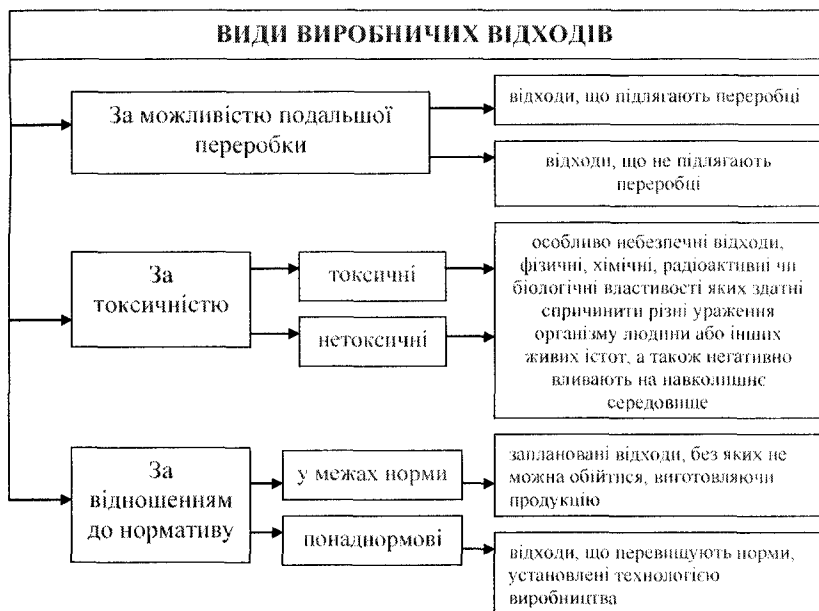 ВИДИ ВИРОБНИЧИХ ВІДХОДІВ
За можливістю подальшої
переробки
відходи, що підлягають переробці
відходи, що не підлягають
переробці
За
токсичністю
токсичні
нетоксичні
особливо небезпечні відходи,
фізичні, хімічні, радіоактивні чи
біологічні властивості яких здатні
спричинити різні ураження
організму людини або інших
живих істот, а також негативно
вливають на навколишнє
середовище
За
відношенням
до нормативу
у межах норми
понаднормові
заплановані відходи, без яких не
можна обійтися, виготовляючи
продукцію
відходи, що перевищують норми,
установлені технологією
виробництва